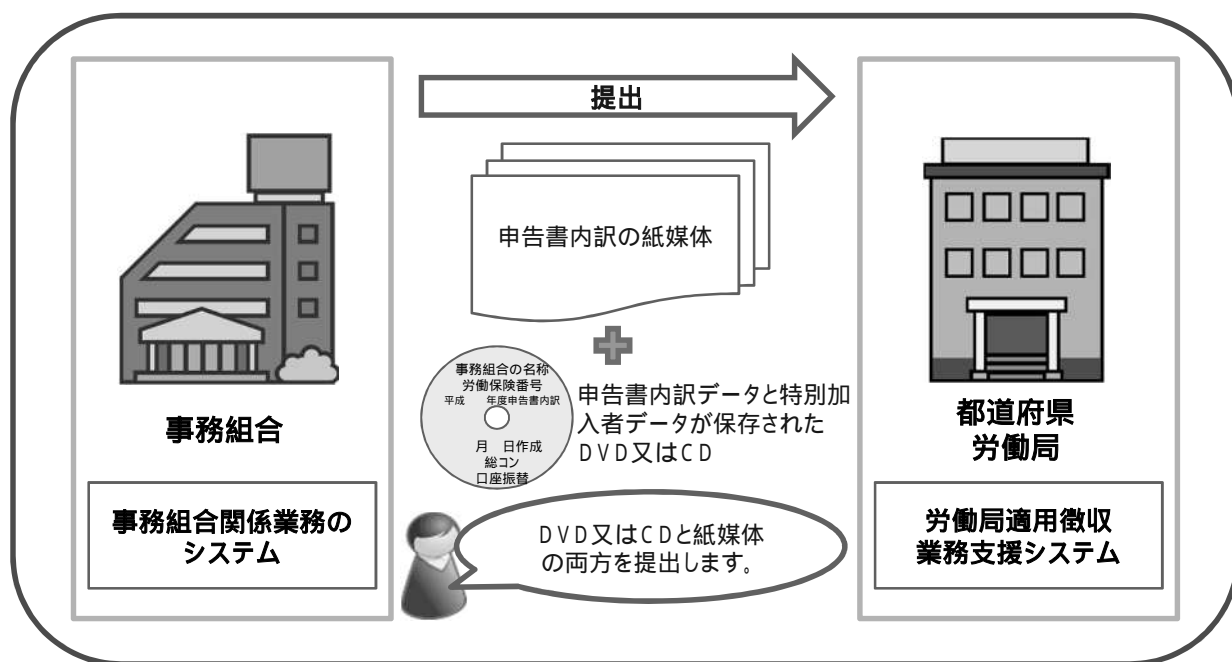 提出
申告書内訳の紙媒体
事務組合の名称
労働保険番号
平成　　年度申告書内訳
月　日作成
総コン
口座振替
申告書内訳データと特別加
入者データが保存された
DVD又はCD
事務組合
事務組合関係業務の
システム
DVD又はCDと紙媒体
の両方を提出します。
都道府県
労働局
労働局適用徴収
業務支援システム